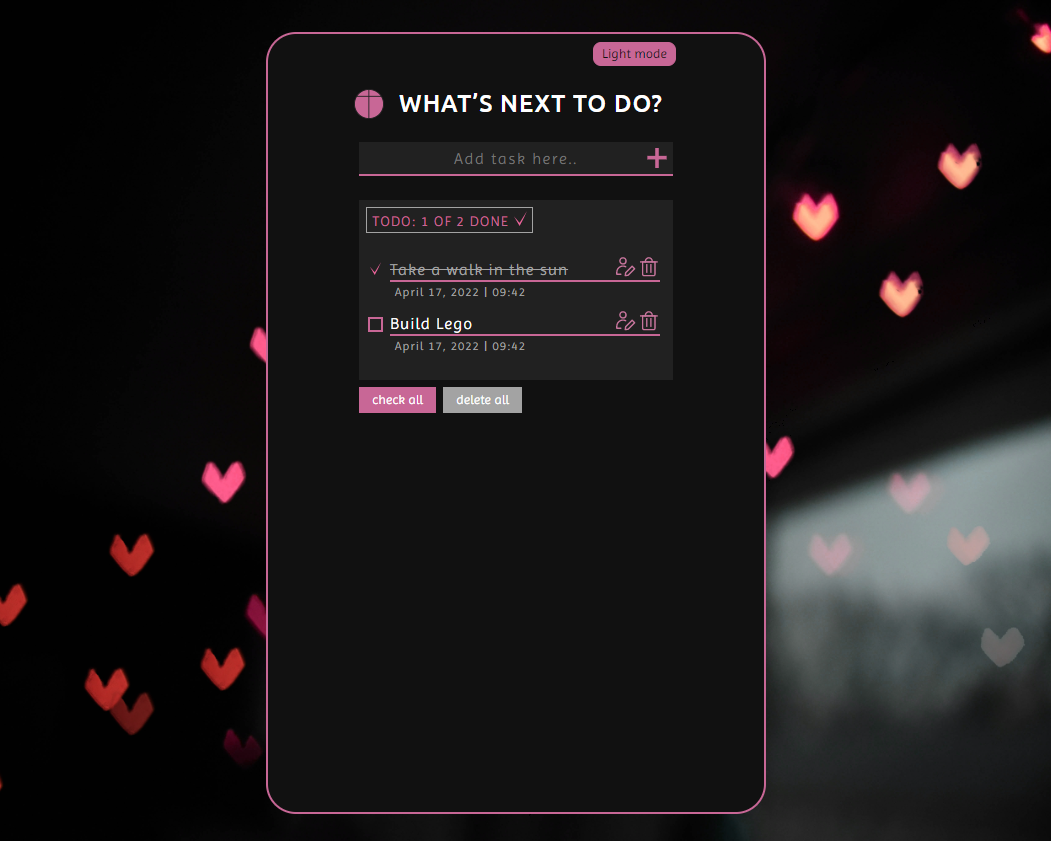 Light mode
WHAT'S NEXT TO DO?
Add task here..
TODO: 1 OF 2 DONE ✓
Take a walk in the sun
April 17, 2022 | 09:42
Build Lego
April 17, 2022 | 09:42
check all
delete all